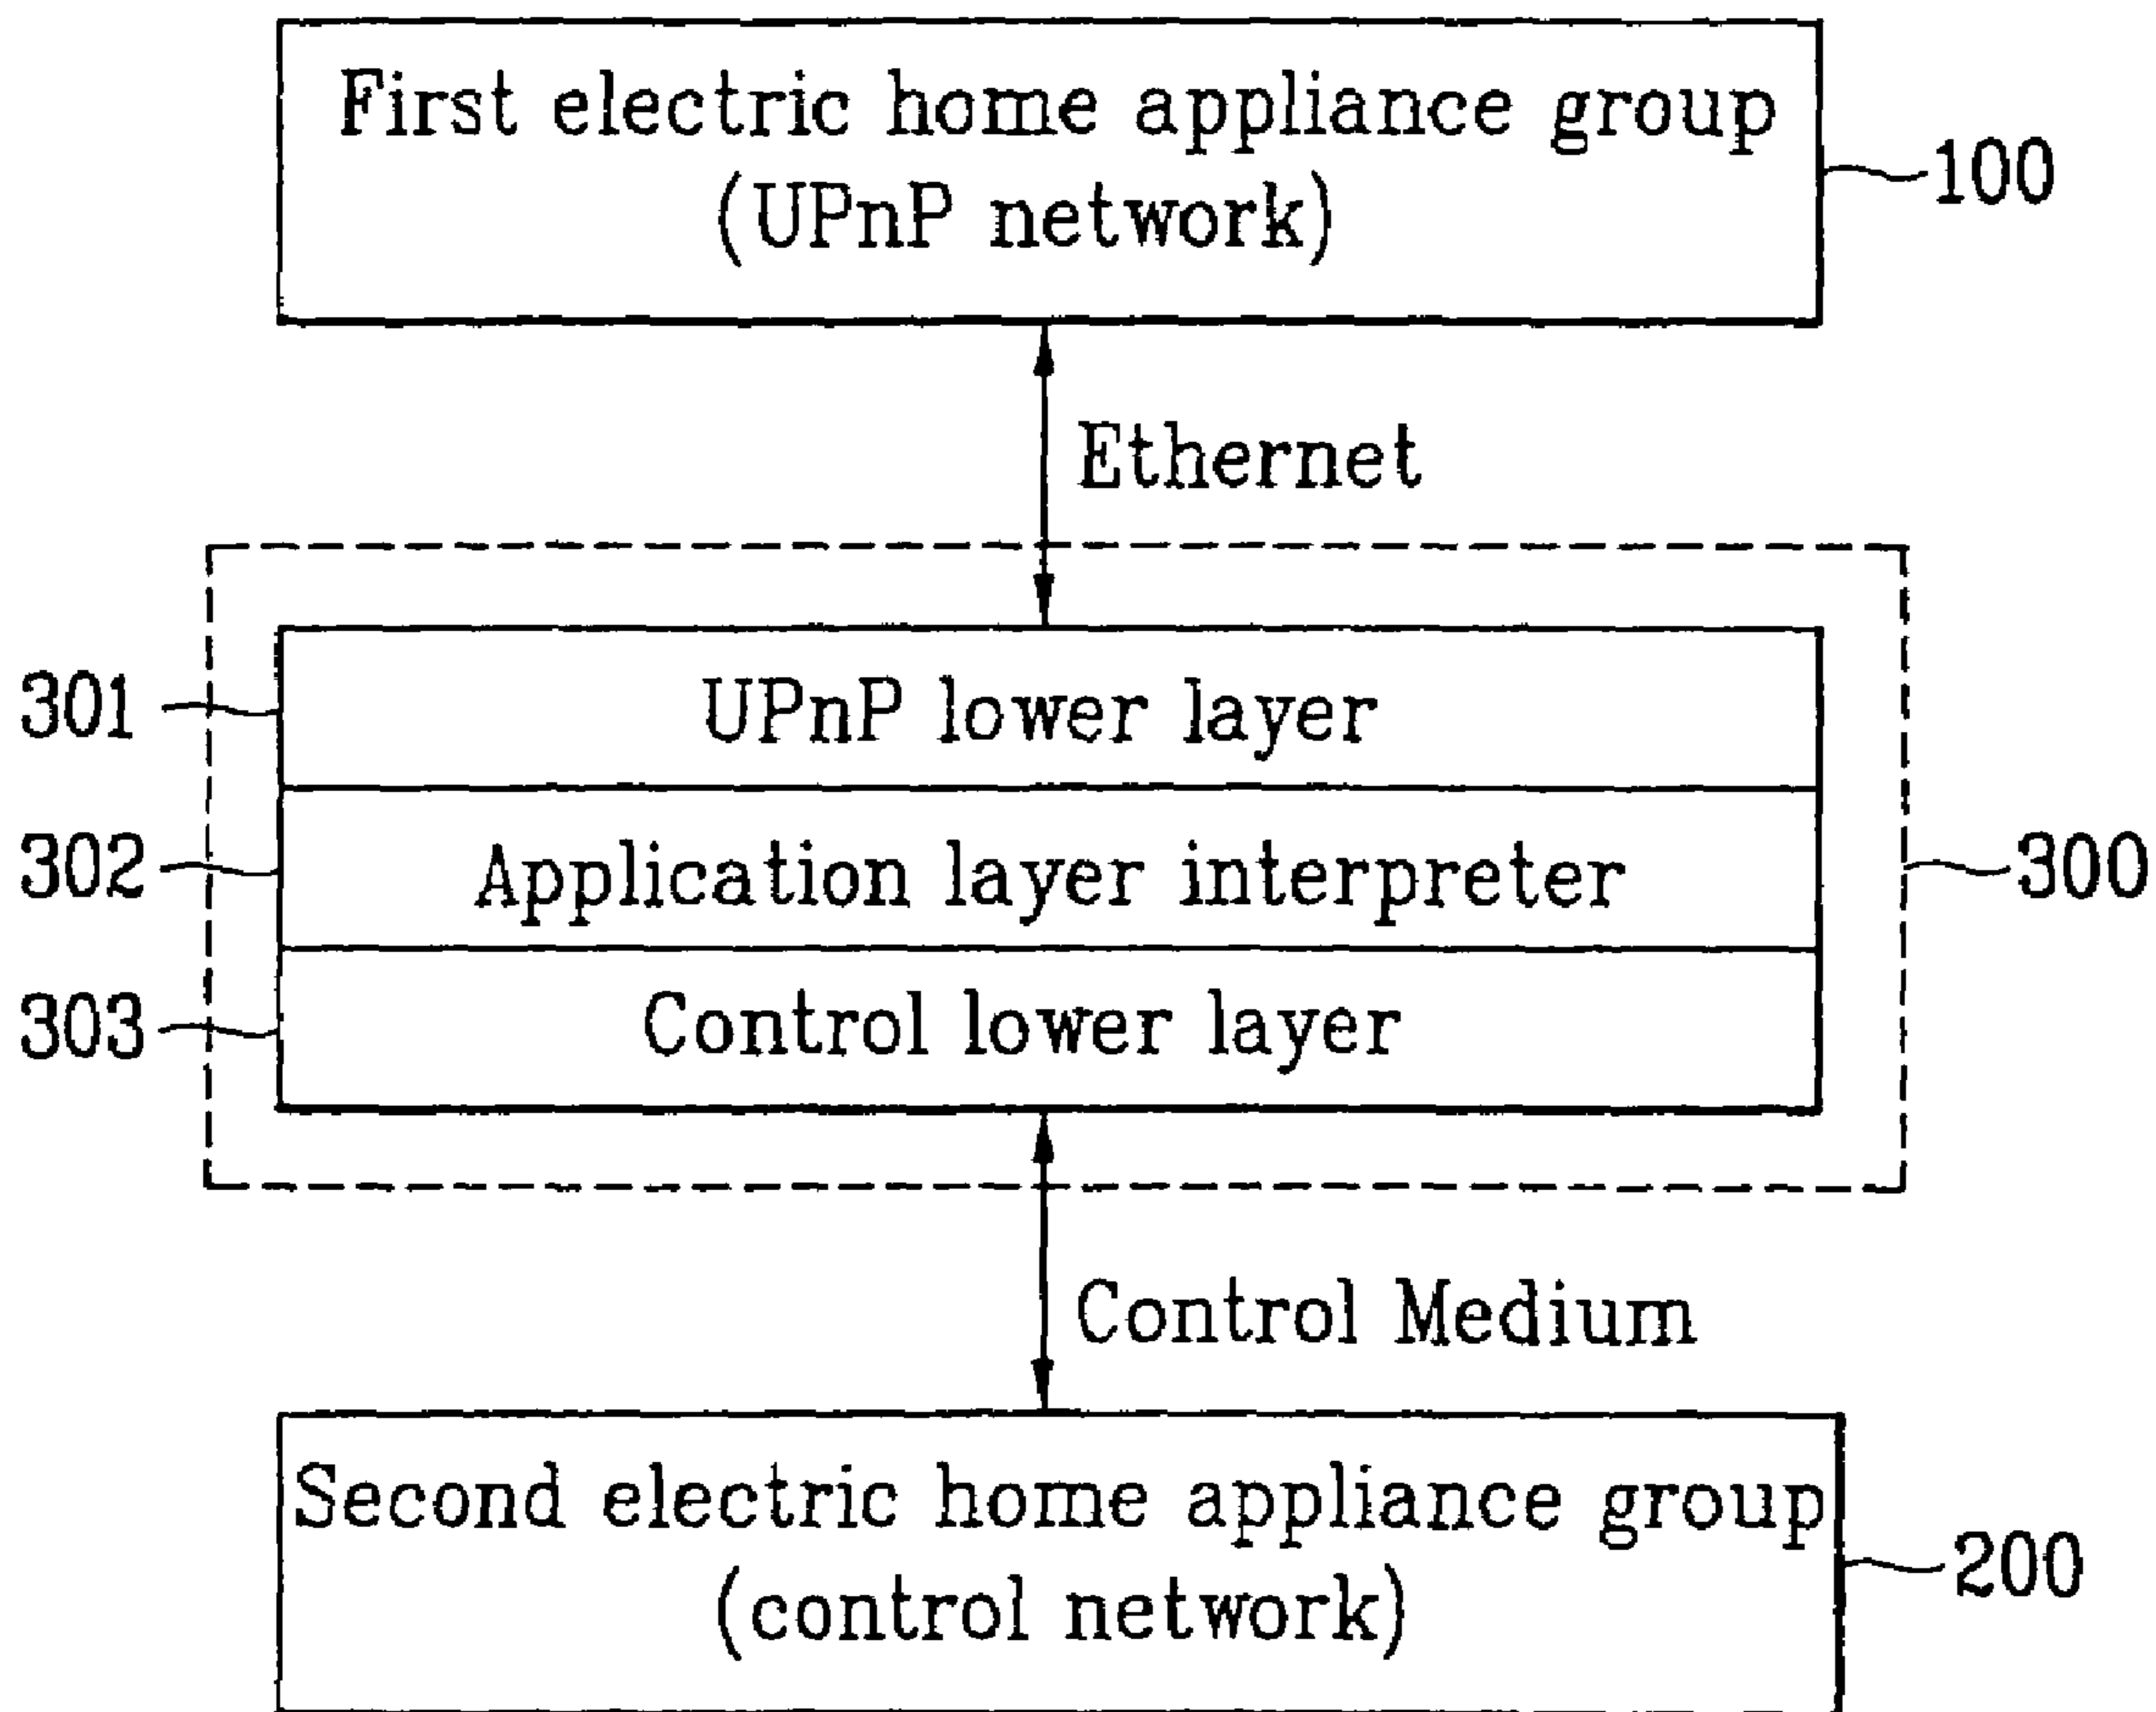 First electric home appliance group
(UPnP network)
100
Ethernet
301
UPnP lower layer
302
Application layer interpreter
300
303
Control lower layer
Control Medium
Second electric home appliance group
(control network)
200